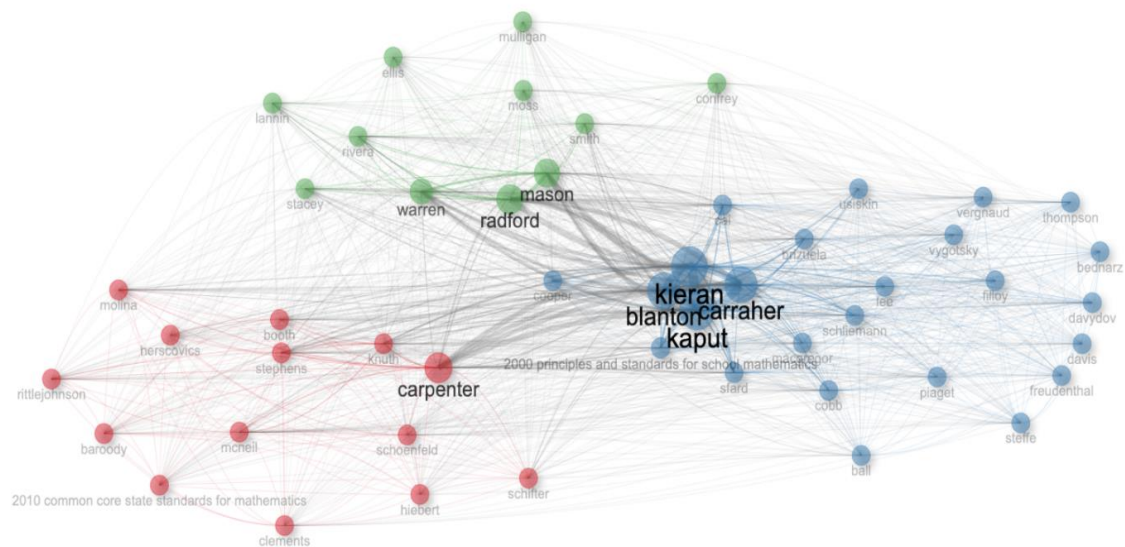 mulligan
ellis
moss
confrey
lannin
smith
rivera
mason
stacey
warren
radford
cai
usiskin
vergnaud
thompson
brizuela
vygotsky
bednarz
cooper
kieran
lee
filloy
molina
blanton
carraher
davydov
kaput
schliemann
booth
herscovics
knuth
stephens
2000 principles and standards for school mathematics
macgregor
davis
carpenter
rittlejohnson
sfard
cobb
piaget
freudenthal
baroody
mcneil
schoenfeld
steffe
ball
2010 common core state standards for mathematics
hiebert
schifter
clements